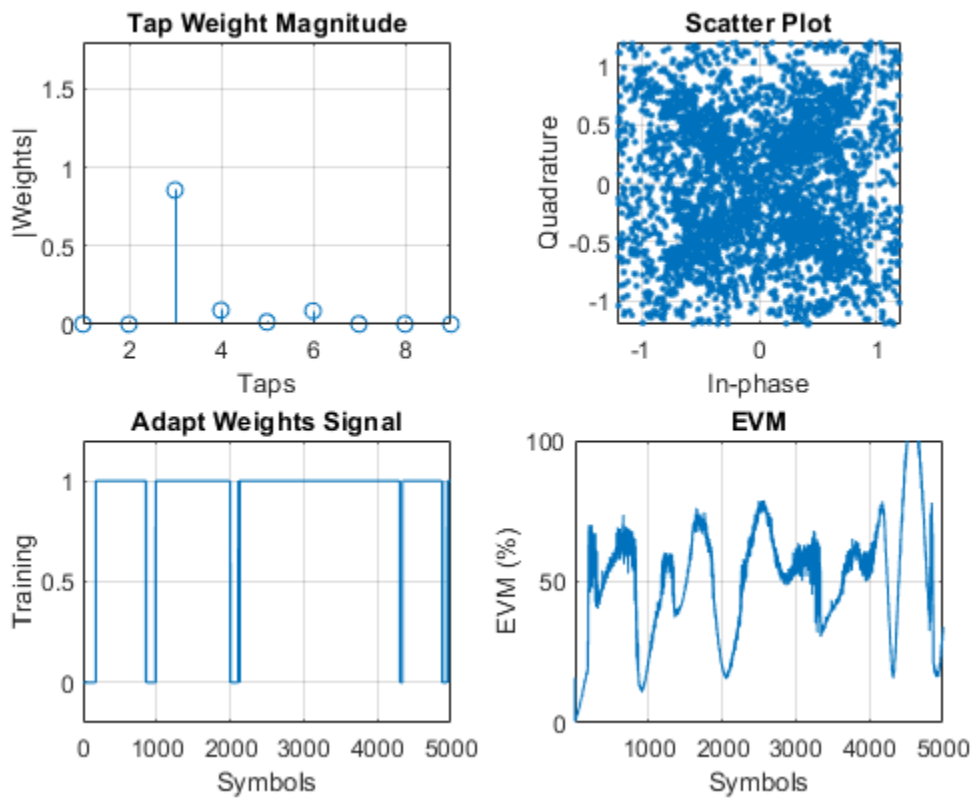 Tap Weight Magnitude
|Weights|
1.5
1
0.5
0
2 4 6 8
Taps
Scatter Plot
Quadrature
1
0.5
0
-0.5
-1
-1 0 1
In-phase
Adapt Weights Signal
Training
1
0.5
0
0 1000 2000 3000 4000 5000
Symbols
EVM
EVM (%)
100
50
0
1000 2000 3000 4000 5000
Symbols